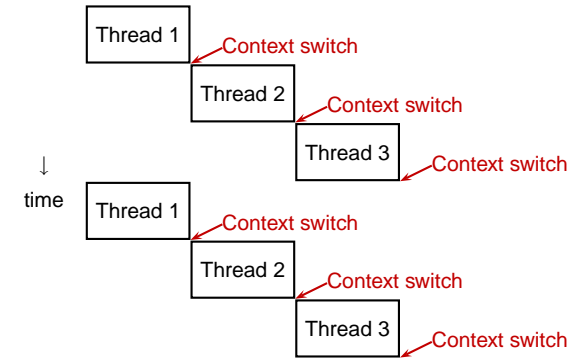 Thread 1
Context switch
Thread 2
Context switch
Thread 3
Context switch
↓
time
Thread 1
Context switch
Thread 2
Context switch
Thread 3
Context switch